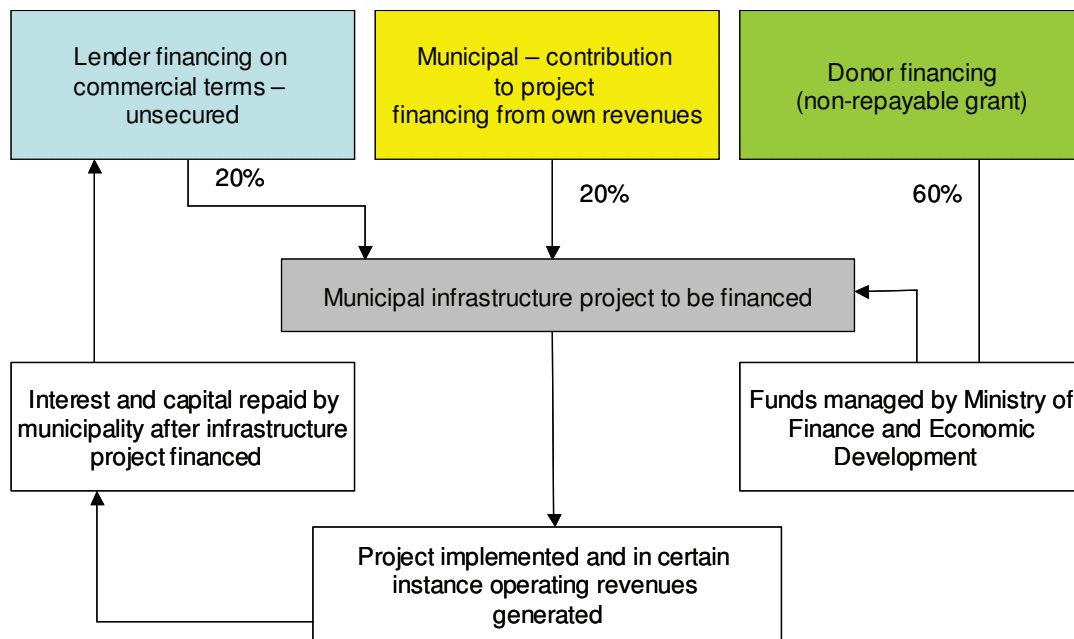 Lender financing on
commercial terms –
unsecured
Municipal – contribution
to project
financing from own revenues
Donor financing
(non-repayable grant)
20%
20%
60%
Municipal infrastructure project to be financed
Interest and capital repaid by
municipality after infrastructure
project financed
Funds managed by Ministry of
Finance and Economic
Development
Project implemented and in certain
instance operating revenues
generated